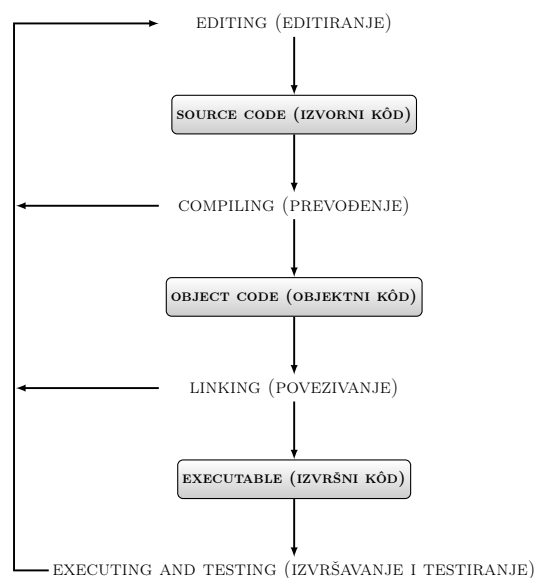 EDITING (EDITIRANJE)
SOURCE CODE (IZVORNI KÔD)
COMPILING (PREVOĐENJE)
OBJECT CODE (OBJEKTNI KÔD)
LINKING (POVEZIVANJE)
EXECUTABLE (IZVRŠNI KÔD)
EXECUTING AND TESTING (IZVRŠAVANJE I TESTIRANJE)